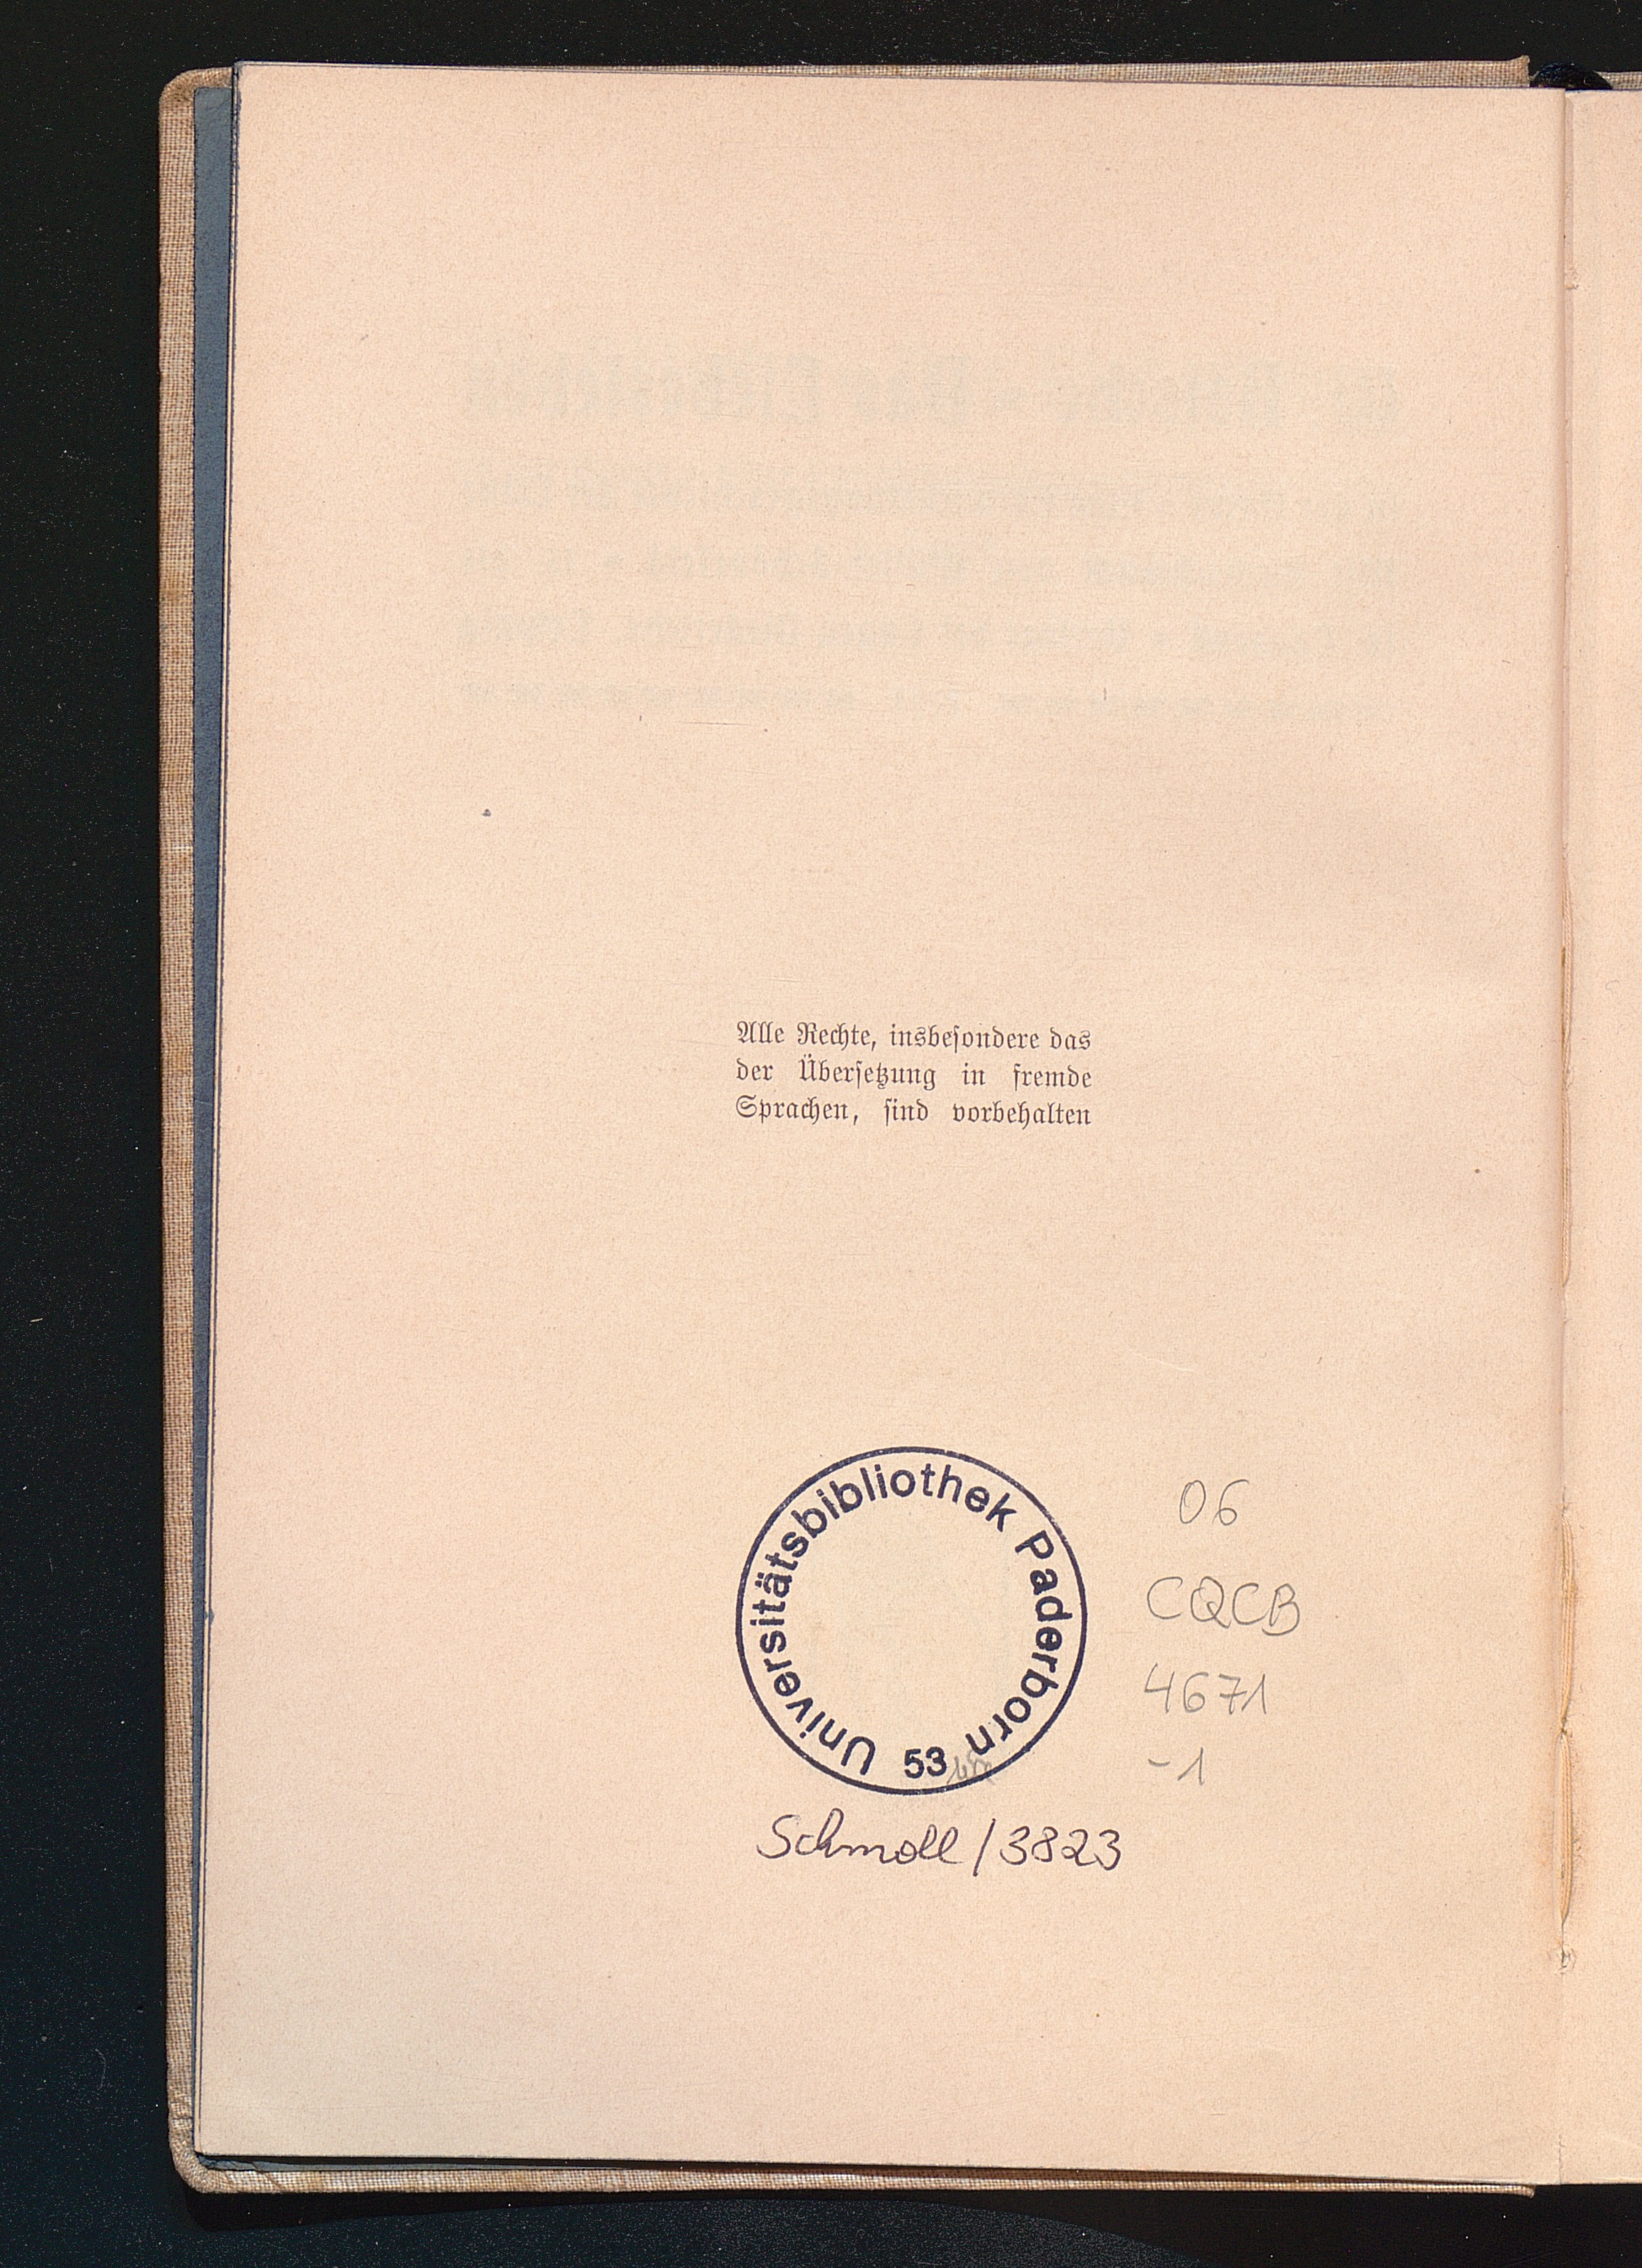 Alle Rechte, insbesondere das
der Übersetzung in fremde
Sprachen, sind vorbehalten
Universitätsbibliothek Paderborn
53
06
CQCB
4671
-1
Schmoll/3823